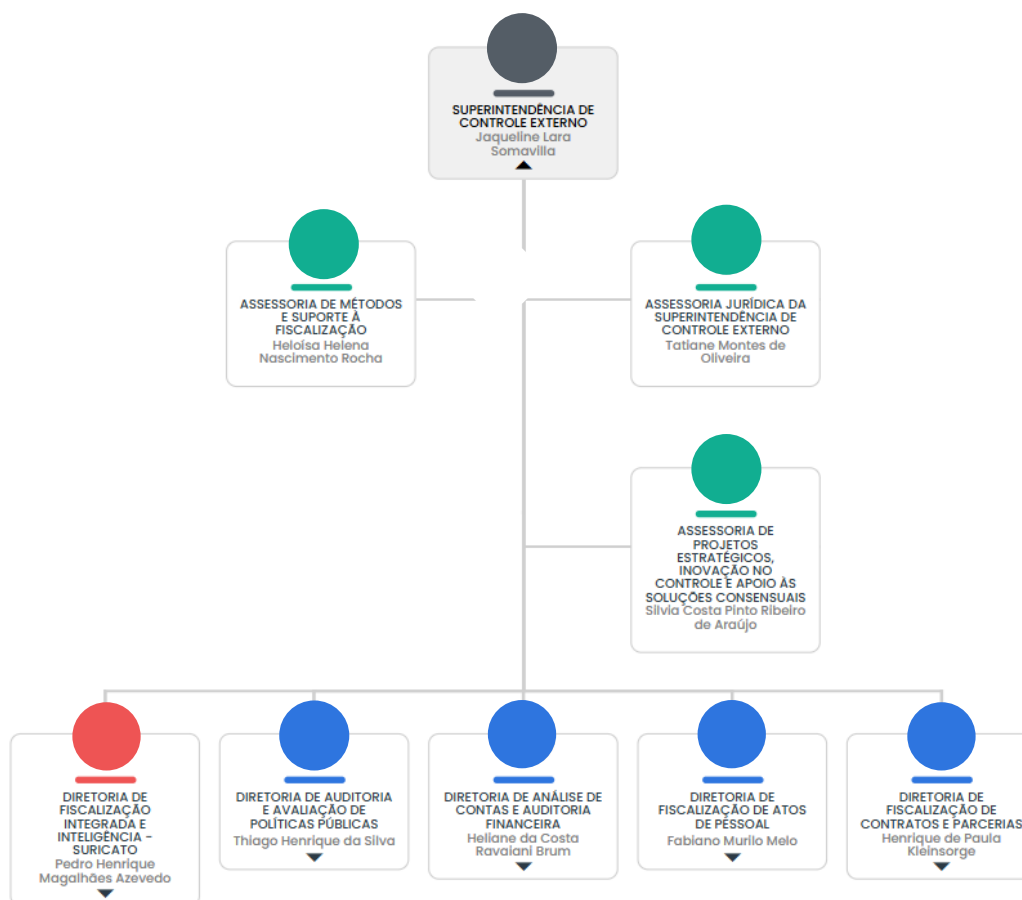 SUPERINTENDÊNCIA DE
CONTROLE EXTERNO
Jaqueline Lara
Somavilla
ASSESSORIA DE MÉTODOS
E SUPORTE À
FISCALIZAÇÃO
Heloísa Helena
Nascimento Rocha
ASSESSORIA JURÍDICA DA
SUPERINTENDÊNCIA DE
CONTROLE EXTERNO
Tatiane Montes de
Oliveira
ASSESSORIA DE
PROJETOS
ESTRATÉGICOS,
INOVAÇÃO NO
CONTROLE E APOIO ÀS
SOLUÇÕES CONSENSUAIS
Silvia Costa Pinto Ribeiro
de Araújo
DIRETORIA DE
FISCALIZAÇÃO
INTEGRADA E
INTELIGÊNCIA -
SURICATO
Pedro Henrique
Magalhães Azevedo
DIRETORIA DE AUDITORIA
E AVALIAÇÃO DE
POLÍTICAS PÚBLICAS
Thiago Henrique da Silva
DIRETORIA DE ANÁLISE DE
CONTAS E AUDITORIA
FINANCEIRA
Heliane da Costa
Ravaiani Brum
DIRETORIA DE
FISCALIZAÇÃO DE ATOS
DE PESSOAL
Fabiano Murilo Melo
DIRETORIA DE
FISCALIZAÇÃO DE
CONTRATOS E PARCERIAS
Henrique de Paula
Kleinsorge